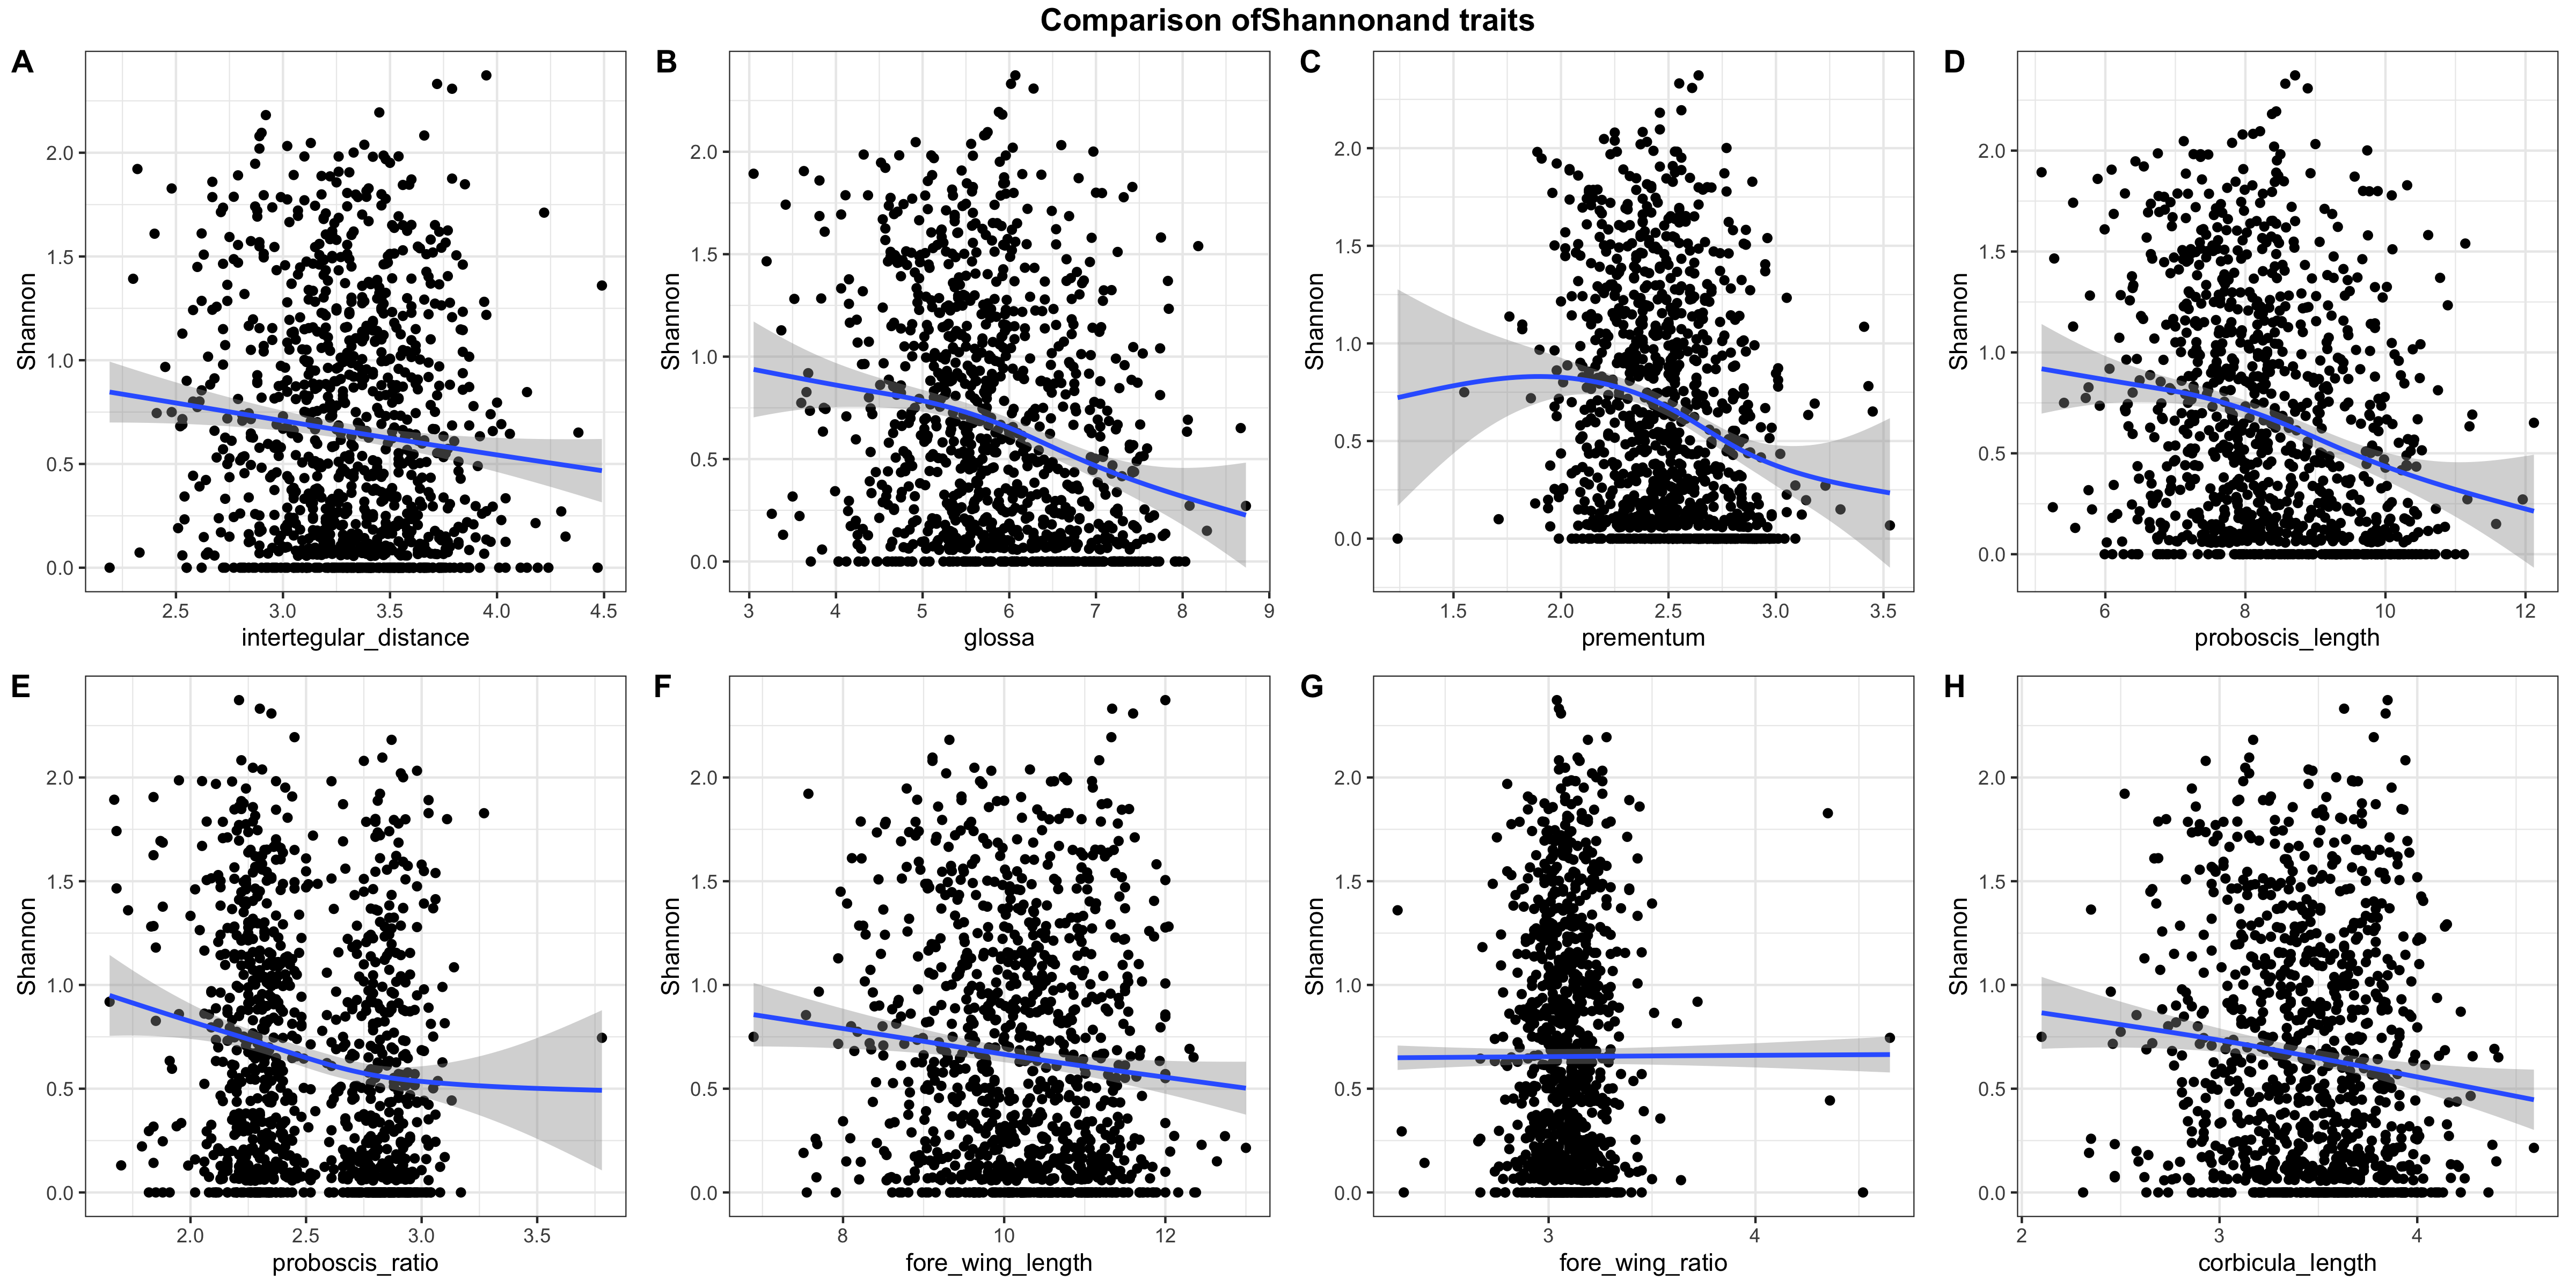 Comparison ofShannonand traits
A
B
C
D
Shannon
0.0
0.5
1.0
1.5
2.0
2.5
3.0
3.5
4.0
4.5
intertegular_distance
Shannon
0.0
0.5
1.0
1.5
2.0
3
4
5
6
7
8
9
glossa
Shannon
0.0
0.5
1.0
1.5
2.0
1.5
2.0
2.5
3.0
3.5
prementum
Shannon
0.0
0.5
1.0
1.5
2.0
6
8
10
12
proboscis_length
E
F
G
H
Shannon
0.0
0.5
1.0
1.5
2.0
2.0
2.5
3.0
3.5
proboscis_ratio
Shannon
0.0
0.5
1.0
1.5
2.0
8
10
12
fore_wing_length
Shannon
0.0
0.5
1.0
1.5
2.0
3
4
fore_wing_ratio
Shannon
0.0
0.5
1.0
1.5
2.0
2
3
4
corbicula_length